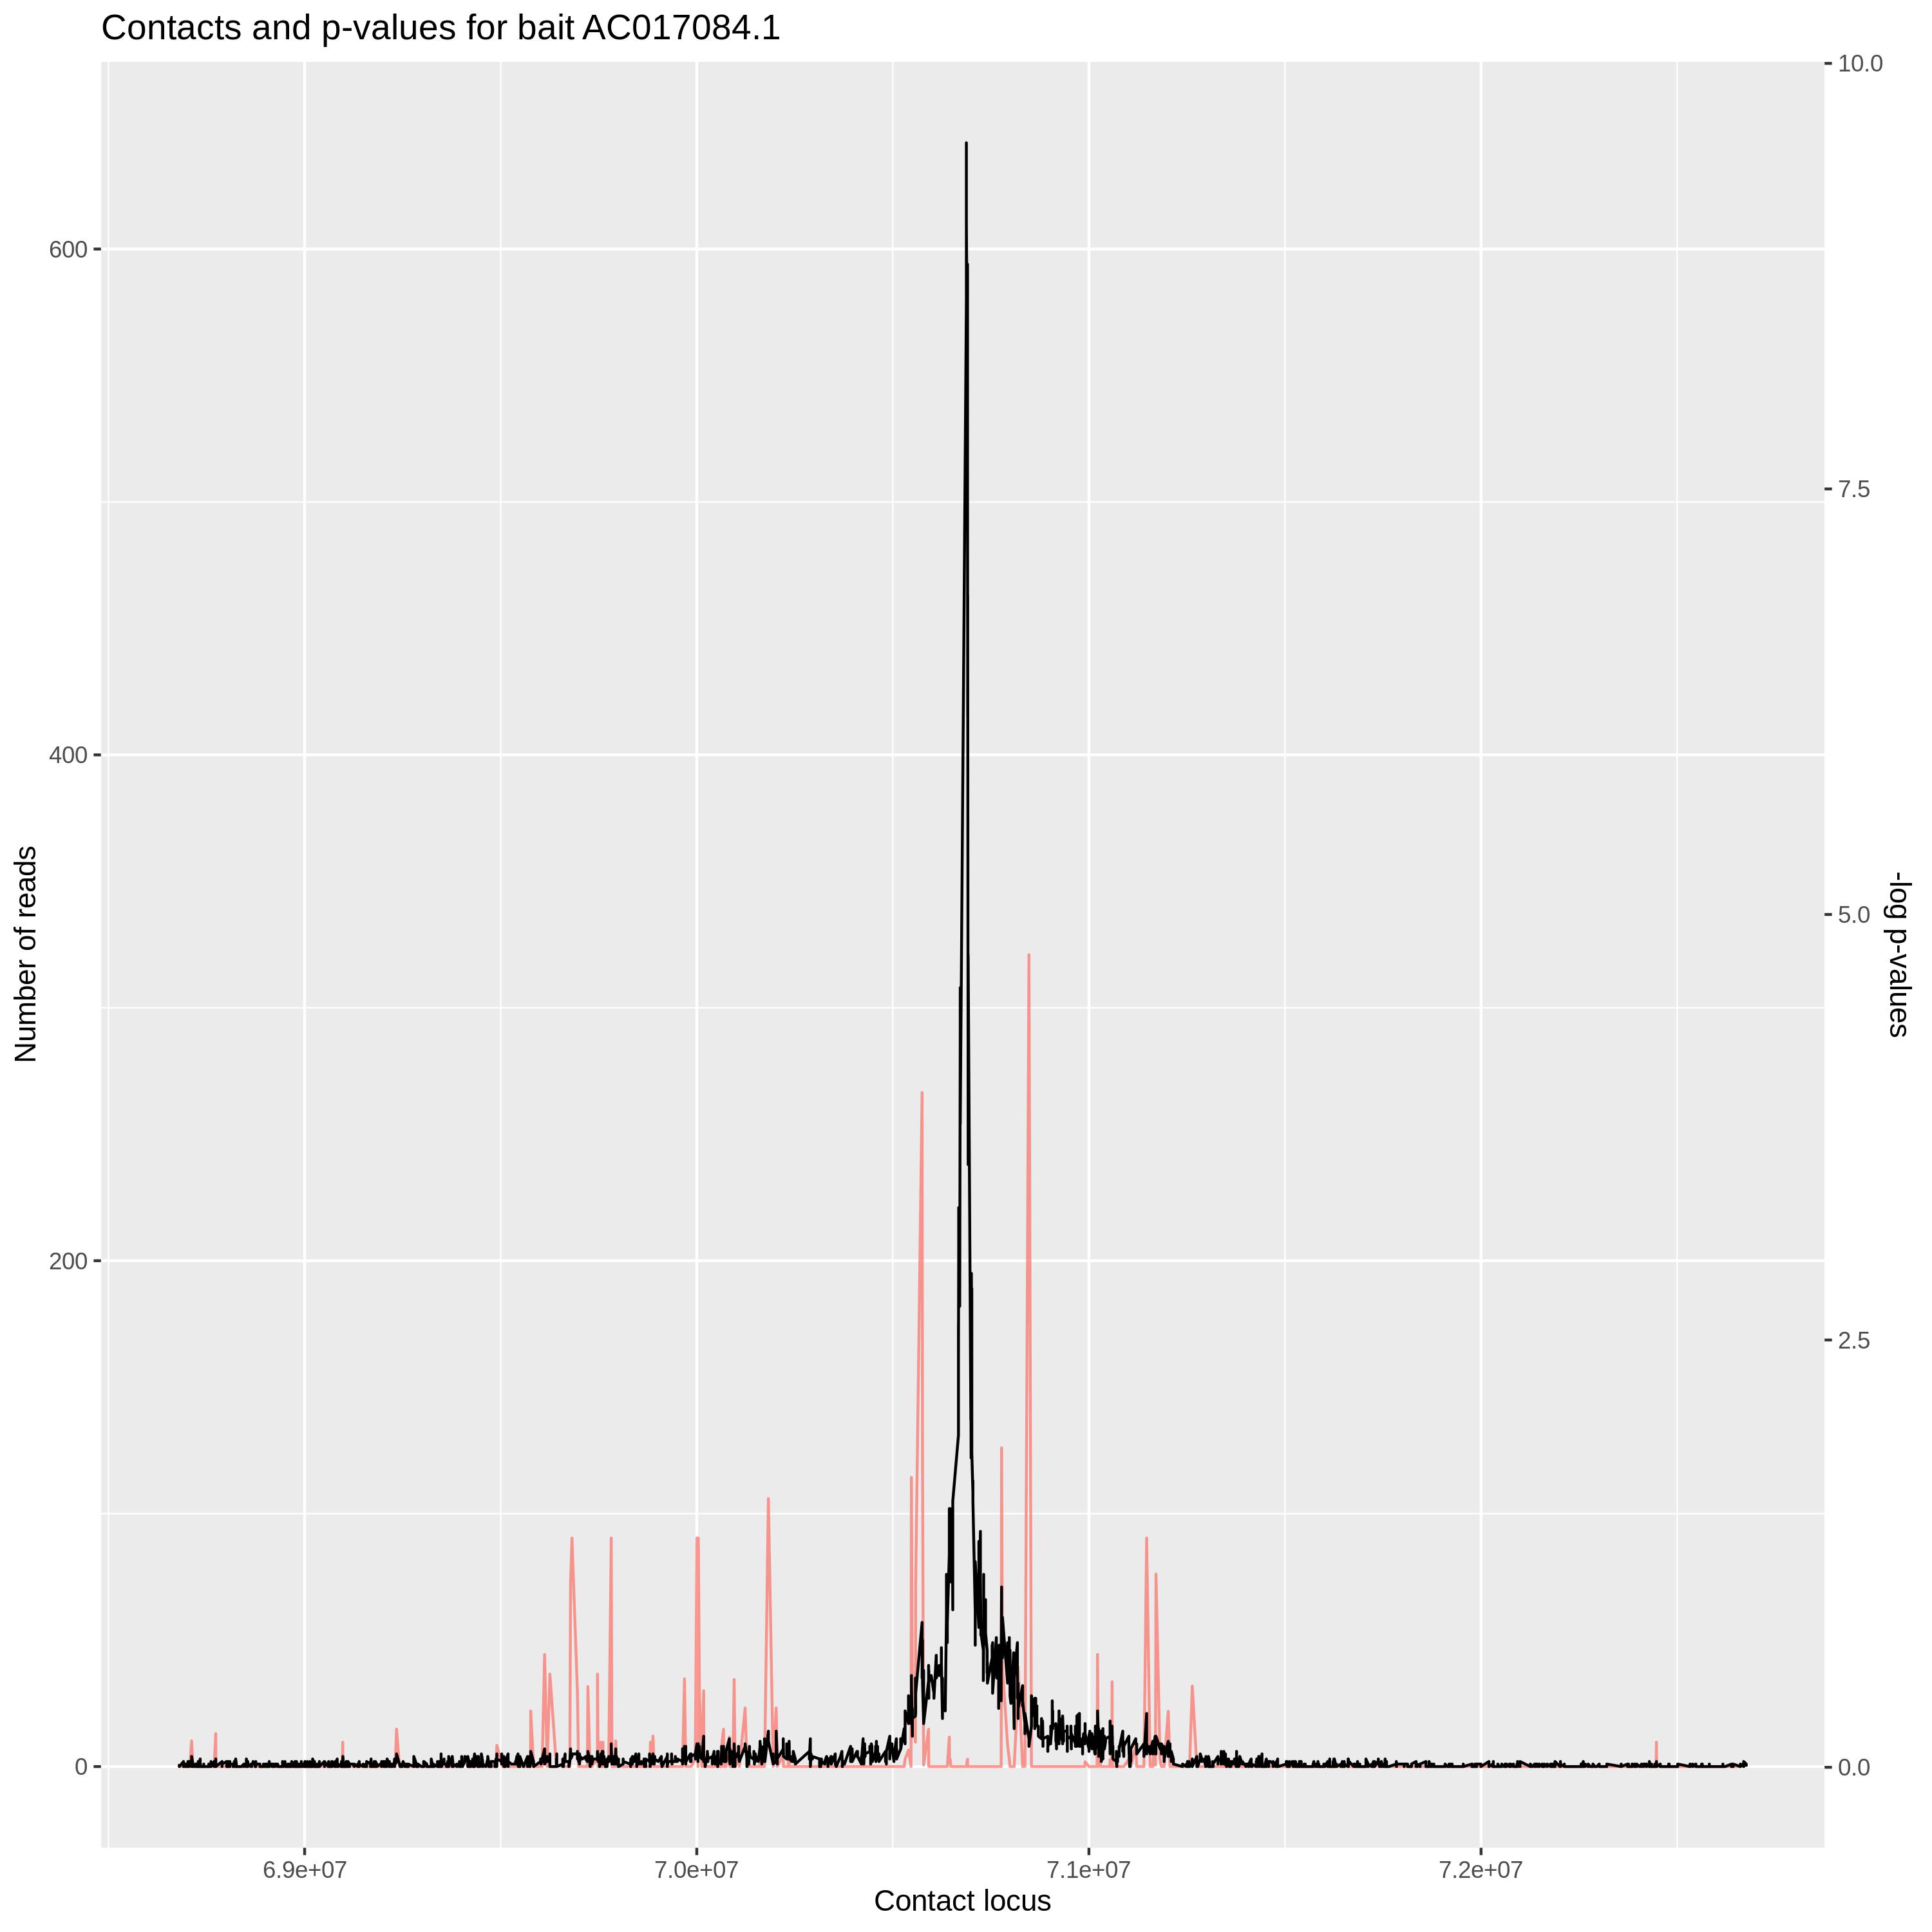 Contacts and p-values for bait AC017084.1
10.0
7.5
5.0
2.5
0.0
600
400
200
0
Number of reads
-log p-values
6.9e+07
7.0e+07
7.1e+07
7.2e+07
Contact locus